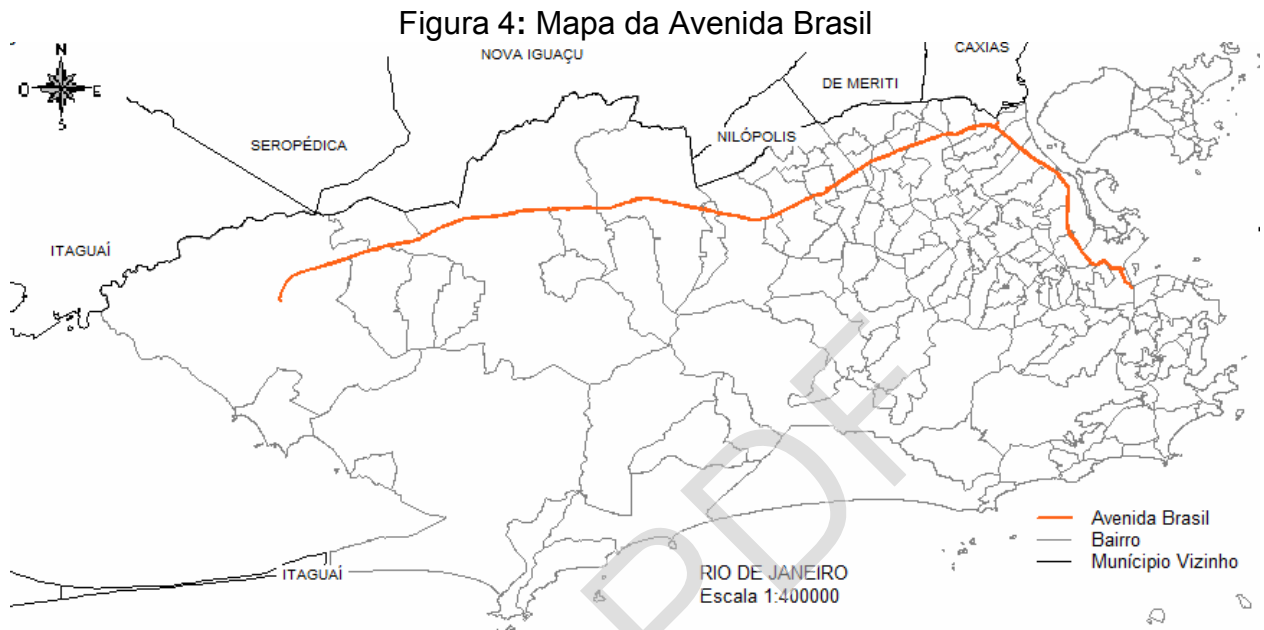 Figura 4: Mapa da Avenida Brasil
N
O E
S
NOVA IGUAÇU
CAXIAS
DE MERITI
NILÓPOLIS
SEROPÉDICA
ITAGUAÍ
Avenida Brasil
Bairro
Munícipio Vizinho
ITAGUAÍ
RIO DE JANEIRO
Escala 1:400000
PDF